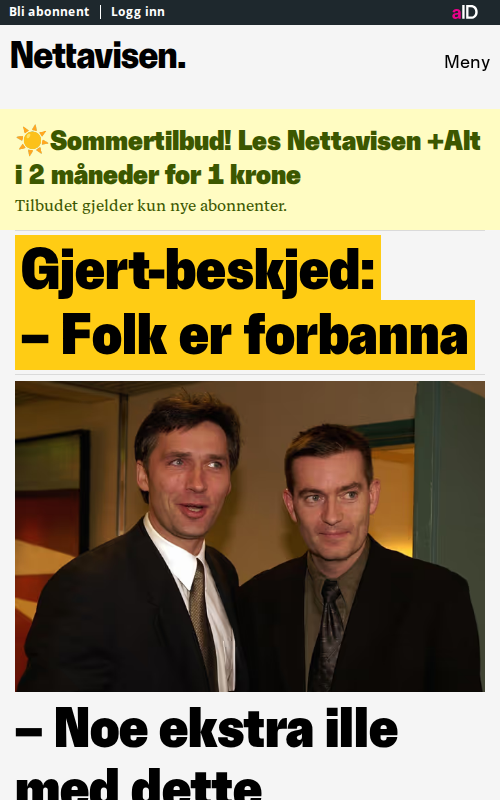 Bli abonnent | Logg inn
aID
Nettavisen.
Meny
☀️Sommertilbud! Les Nettavisen +Alt
i 2 måneder for 1 krone
Tilbudet gjelder kun nye abonnenter.
Gjert-beskjed:
– Folk er forbanna
– Noe ekstra ille
med dette